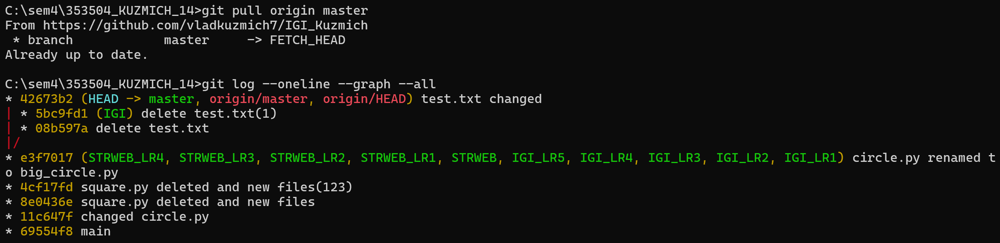 C:\sem4\353504_KUZMICH_14>git pull origin master
From https://github.com/vladkuzmich7/IGI_Kuzmich
 * branch            master     -> FETCH_HEAD
Already up to date.

C:\sem4\353504_KUZMICH_14>git log --oneline --graph --all
* 42673b2 (HEAD -> master, origin/master, origin/HEAD) test.txt changed
| * 5bc9fd1 (IGI) delete test.txt(1)
| * 08b597a delete test.txt
|/
* e3f7017 (STRWEB_LR4, STRWEB_LR3, STRWEB_LR2, STRWEB_LR1, STRWEB, IGI_LR5, IGI_LR4, IGI_LR3, IGI_LR2, IGI_LR1) circle.py renamed t
o big_circle.py
* 4cf17fd square.py deleted and new files(123)
* 8e0436e square.py deleted and new files
* 11c647f changed circle.py
* 69554f8 main